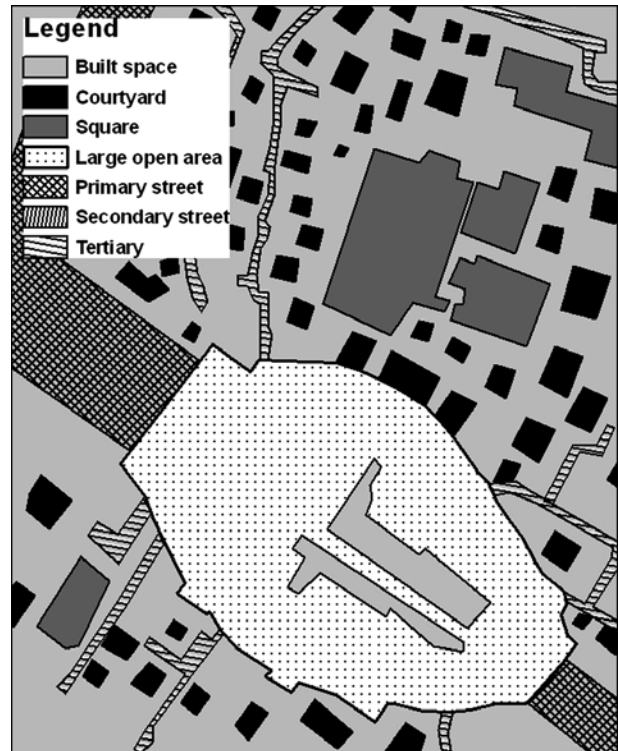 Legend
Built space
Courtyard
Square
Large open area
Primary street
Secondary street
Tertiary